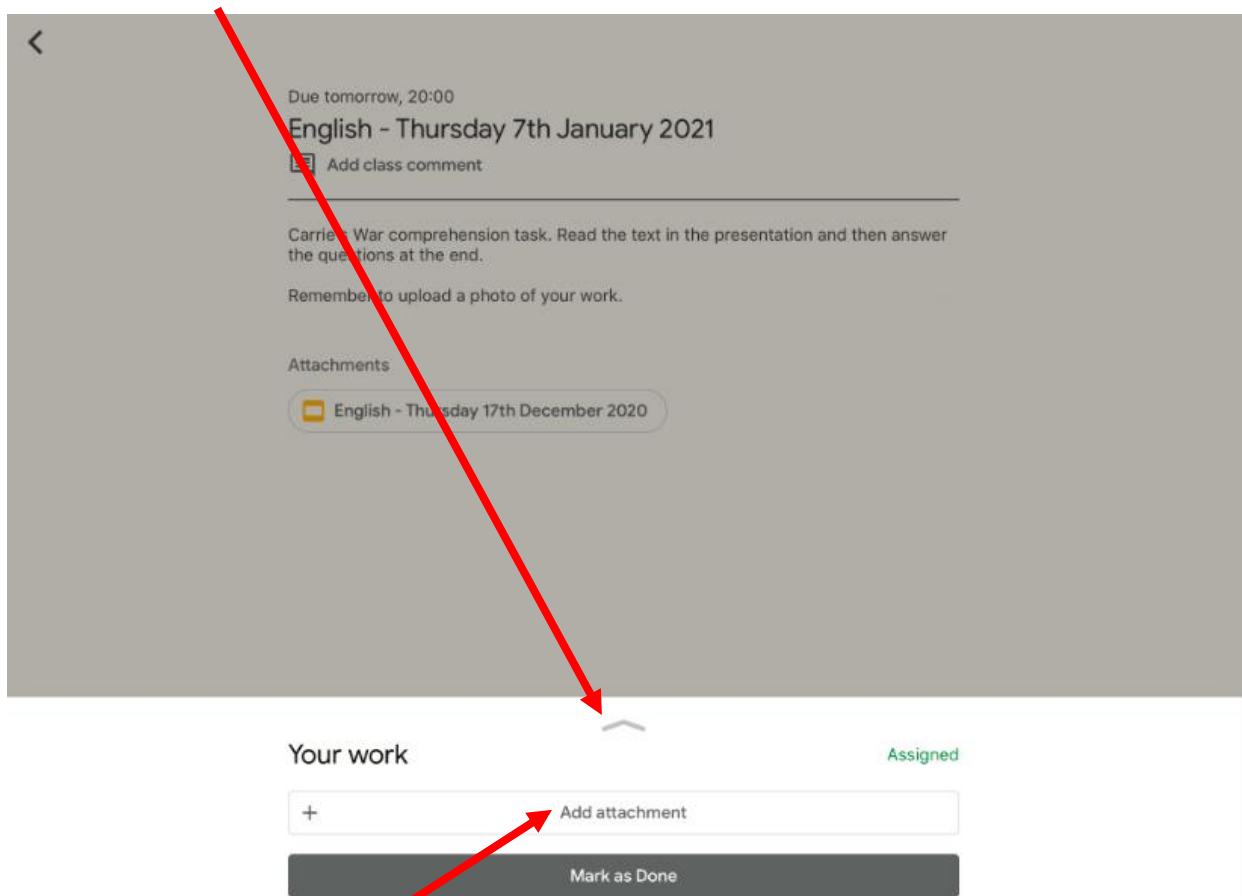 Due tomorrow, 20:00
English - Thursday 7th January 2021
Add class comment
Carrie's War comprehension task. Read the text in the presentation and then answer
the questions at the end.
Remember to upload a photo of your work.
Attachments
English - Thursday 17th December 2020
Your work
Assigned
+ Add attachment
Mark as Done